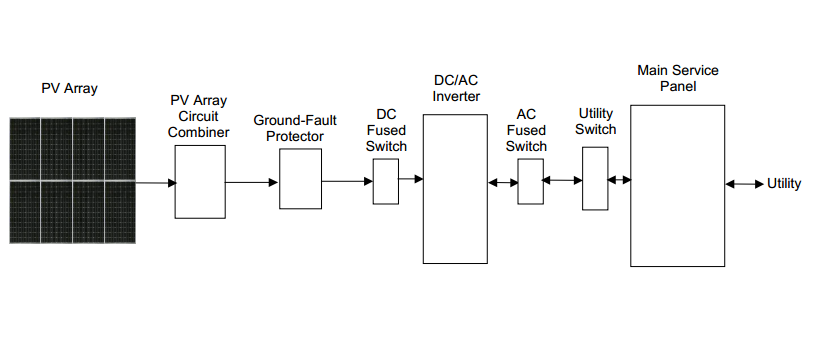 PV Array
PV Array
Circuit
Combiner
Ground-Fault
Protector
DC
Fused
Switch
DC/AC
Inverter
AC
Fused
Switch
Utility
Switch
Main Service
Panel
Utility